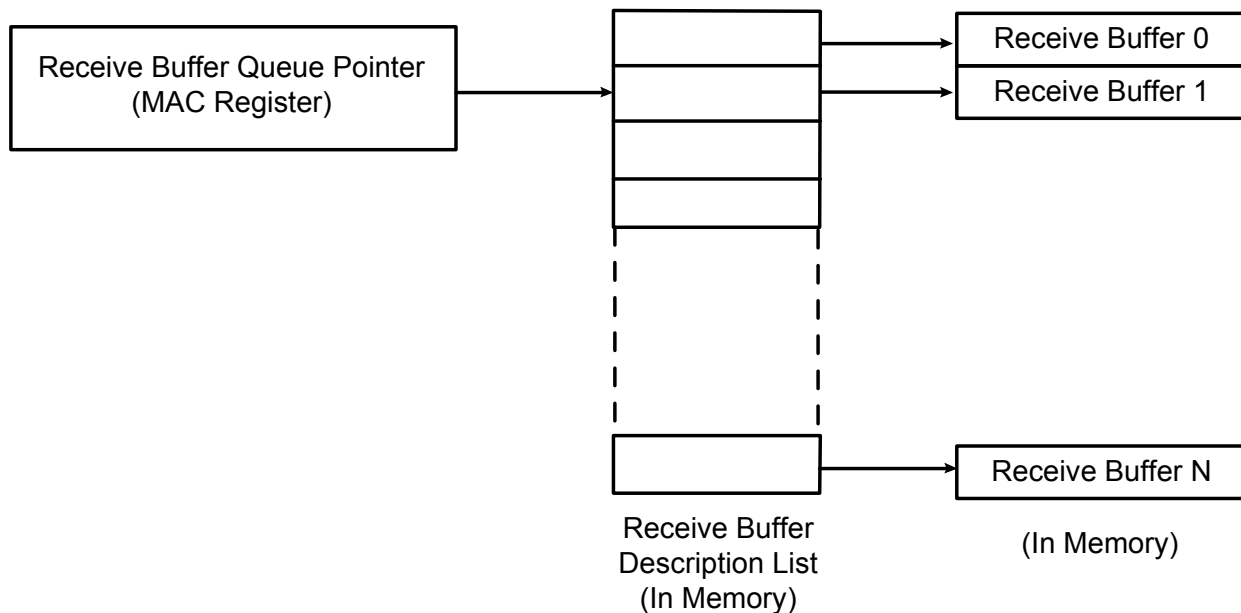 Receive Buffer Queue Pointer
(MAC Register)
Receive Buffer 0
Receive Buffer 1
Receive Buffer N
Receive Buffer
Description List
(In Memory)
(In Memory)